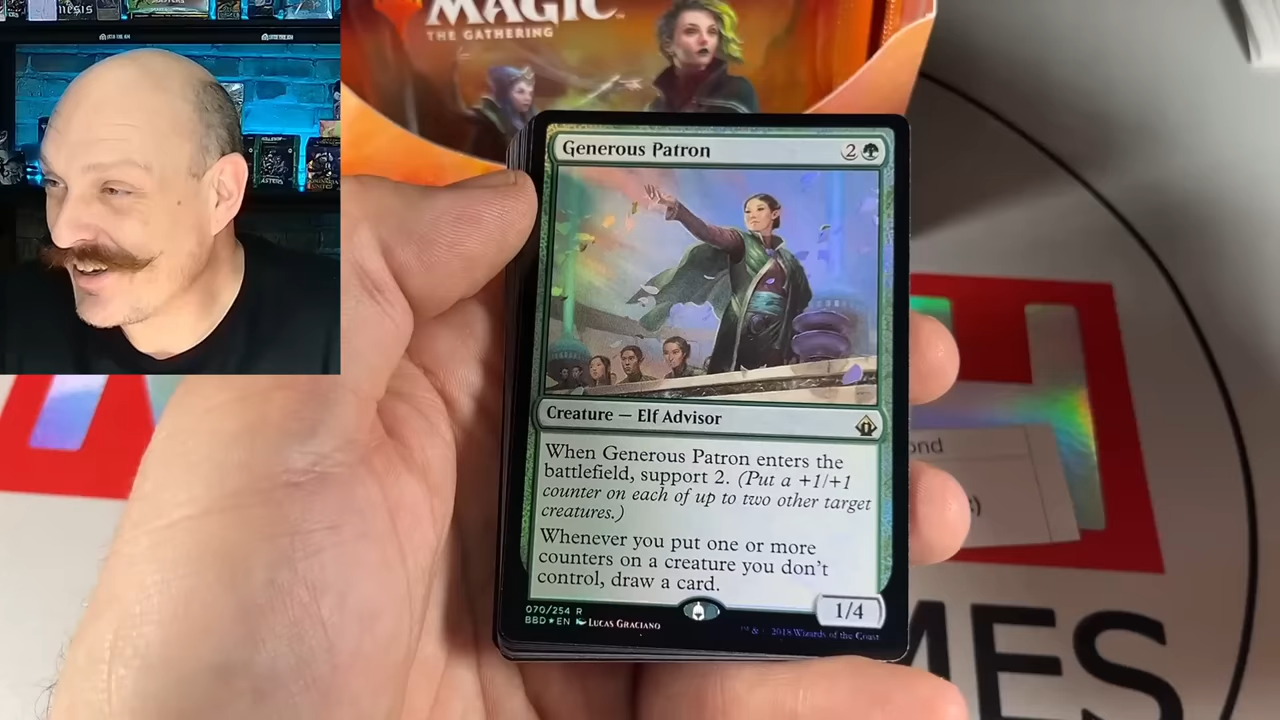 MAGIC
THE GATHERING
Generous Patron
2
Creature — Elf Advisor
When Generous Patron enters the
battlefield, support 2. (Put a +1/+1
counter on each of up to two other target
creatures.)
Whenever you put one or more
counters on a creature you don't
control, draw a card.
1/4
070/254 R
BBD★EN LUCAS GRACIANO
™ & © 2018 Wizards of the Coast
ond
:)
MES